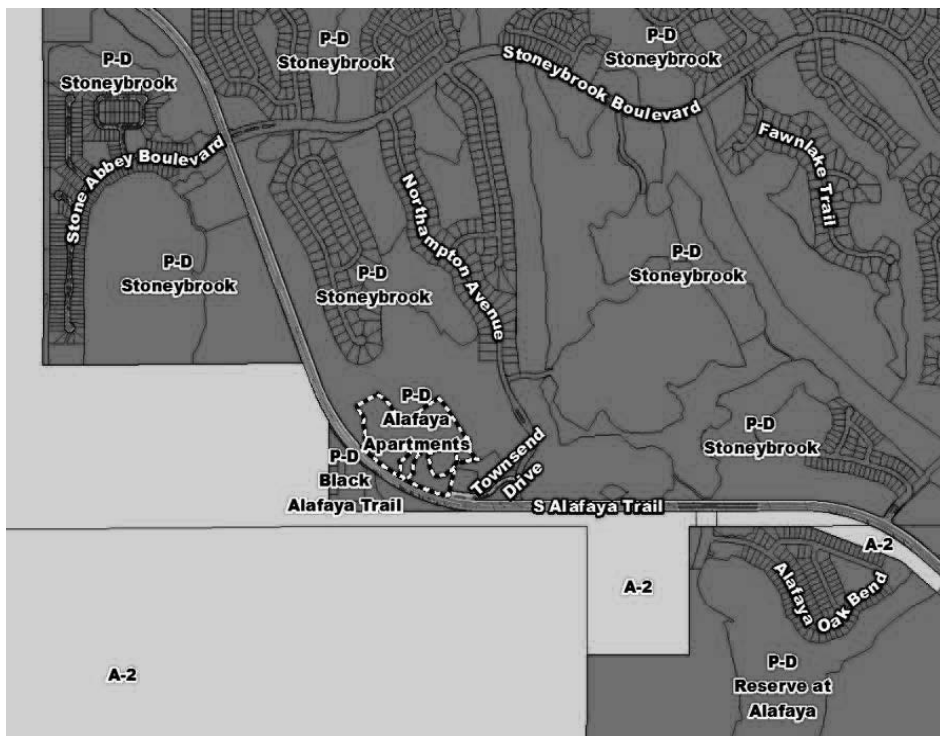 P-D
Stoneybrook
P-D
Stoneybrook
P-D
Stoneybrook
Stoneybrook Boulevard
Stone Abbey Boulevard
Fawnlake Trail
Northampton Avenue
P-D
Stoneybrook
P-D
Stoneybrook
P-D
Stoneybrook
P-D
Alafaya
Apartments
P-D
Stoneybrook
P-D
Black
Alafaya Trail
Townsend
Drive
S Alafaya Trail
A-2
A-2
Alafaya
Oak Bend
A-2
P-D
Reserve at
Alafaya